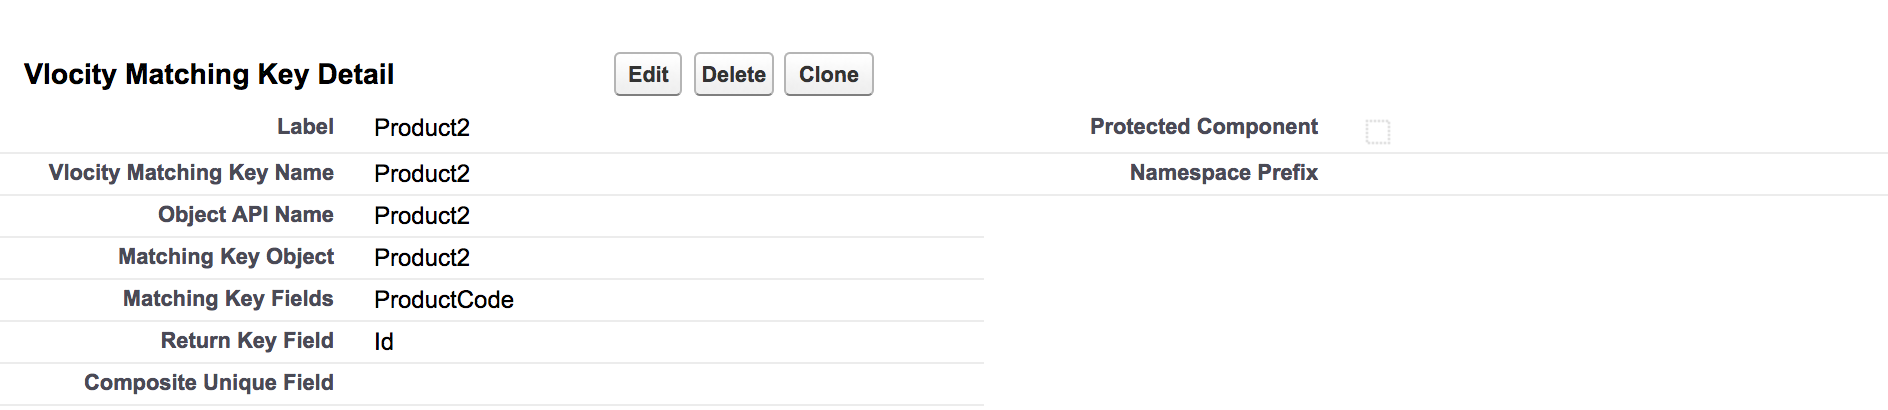 Vlocity Matching Key Detail Edit Delete Clone
Label Product2 Protected Component
Vlocity Matching Key Name Product2 Namespace Prefix
Object API Name Product2
Matching Key Object Product2
Matching Key Fields ProductCode
Return Key Field Id
Composite Unique Field